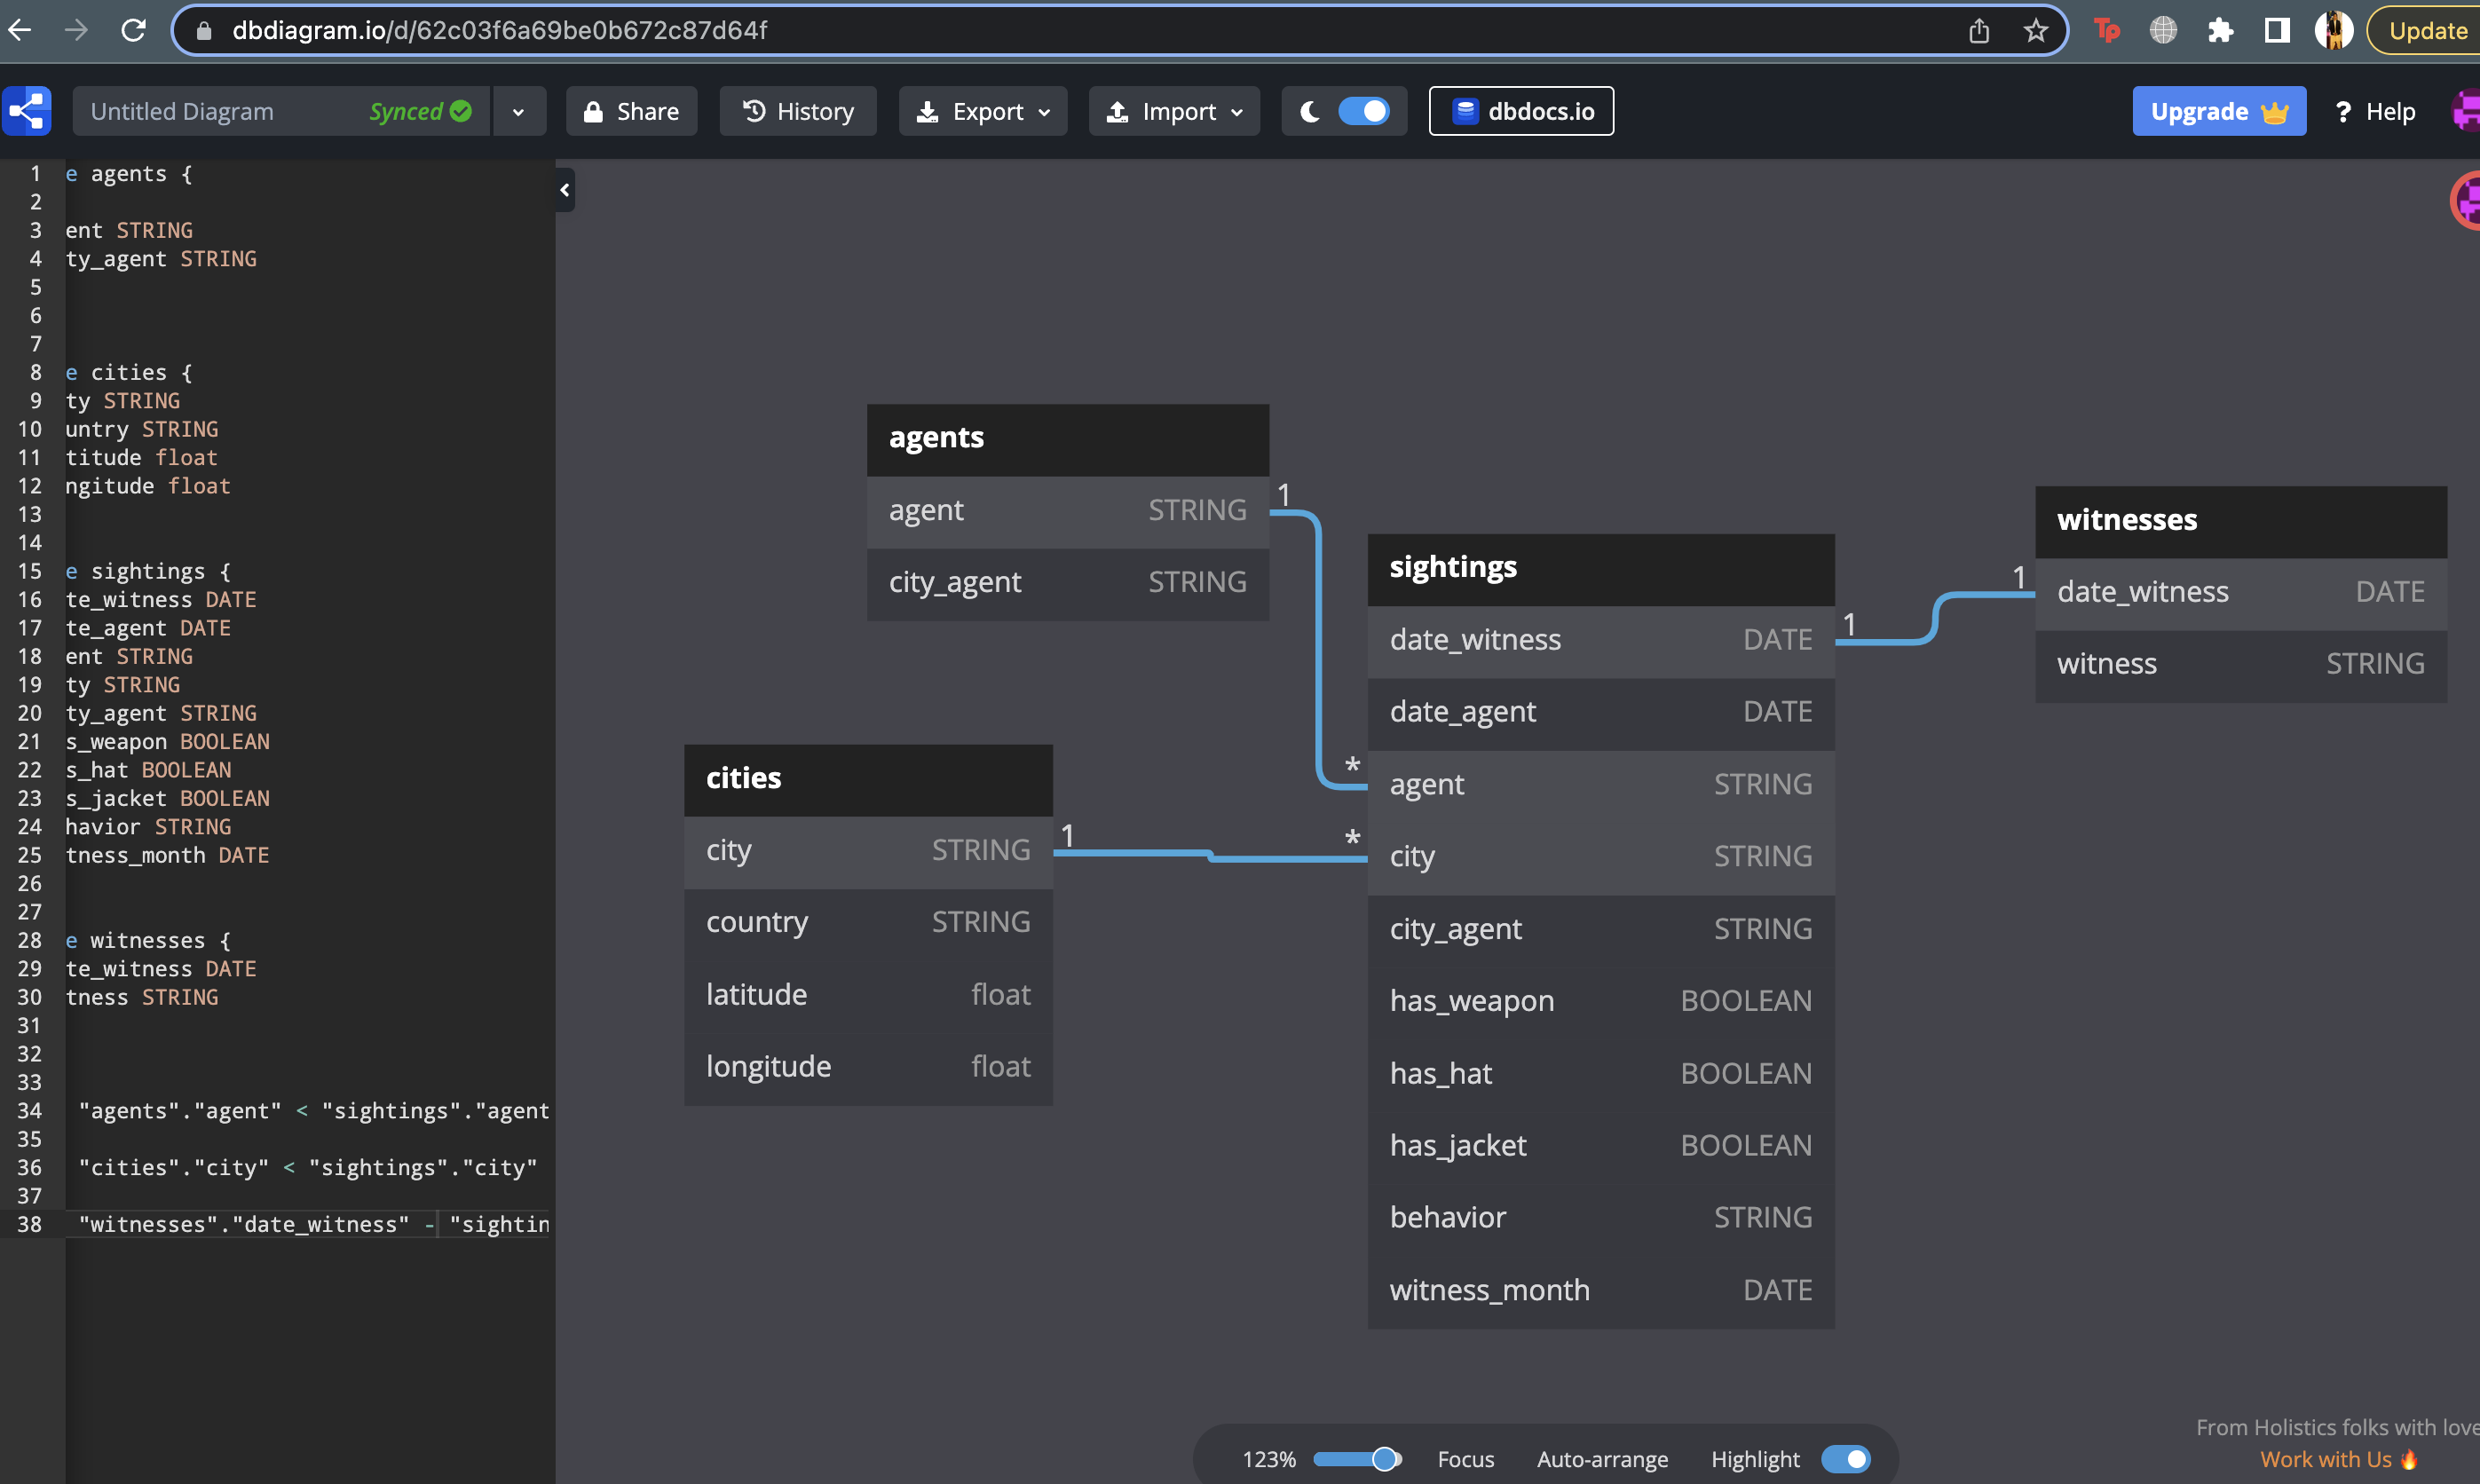 dbdiagram.io/d/62c03f6a69be0b672c87d64f
Tp
Update
Untitled Diagram Synced
Share
History
Export
Import
dbdocs.io
Upgrade
? Help
1 e agents {
2
3 ent STRING
4 ty_agent STRING
5
6
7
8 e cities {
9 ty STRING
10 untry STRING
11 titude float
12 ngitude float
13
14
15 e sightings {
16 te_witness DATE
17 te_agent DATE
18 ent STRING
19 ty STRING
20 ty_agent STRING
21 s_weapon BOOLEAN
22 s_hat BOOLEAN
23 s_jacket BOOLEAN
24 havior STRING
25 tness_month DATE
26
27
28 e witnesses {
29 te_witness DATE
30 tness STRING
31
32
33
34 "agents"."agent" < "sightings"."agent
35
36 "cities"."city" < "sightings"."city"
37
38 "witnesses"."date_witness" - "sightin
agents
agent STRING
city_agent STRING
1
*
cities
city STRING
country STRING
latitude float
longitude float
1
*
sightings
date_witness DATE
date_agent DATE
agent STRING
city STRING
city_agent STRING
has_weapon BOOLEAN
has_hat BOOLEAN
has_jacket BOOLEAN
behavior STRING
witness_month DATE
1
1
witnesses
date_witness DATE
witness STRING
123% Focus Auto-arrange Highlight
From Holistics folks with love
Work with Us